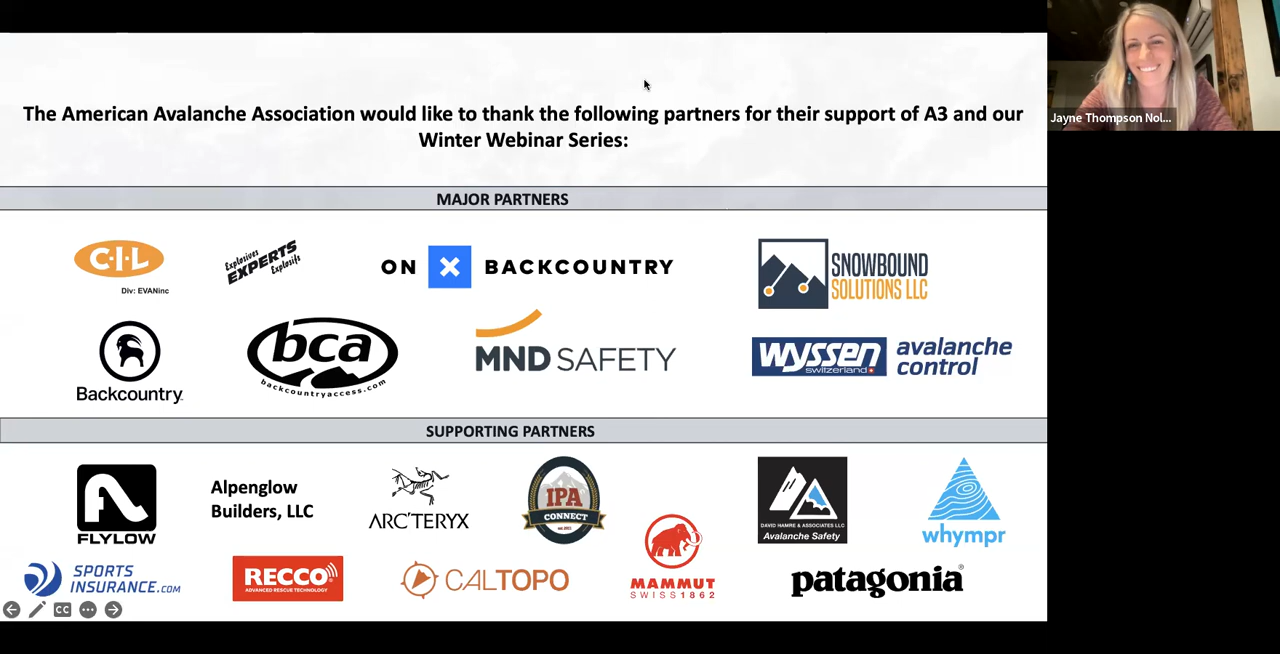 The American Avalanche Association would like to thank the following partners for their support of A3 and our
Winter Webinar Series:
Jayne Thompson Nol...
MAJOR PARTNERS
C·I·L
Div: EVANinc
Explosives
EXPERTS
Explosifs
ON X BACKCOUNTRY
SNOWBOUND
SOLUTIONS LLC
Backcountry
bca
backcountryaccess.com
MND SAFETY
wyssen
switzerland
avalanche
control
SUPPORTING PARTNERS
FLYLOW
Alpenglow
Builders, LLC
ARC'TERYX
IPA
CONNECT
est. 2011
DAVID HAMRE & ASSOCIATES LLC
Avalanche Safety
whympr
SPORTS
INSURANCE.COM
RECCO
ADVANCED RESCUE TECHNOLOGY
CALTOPO
MAMMUT
SWISS 1862
patagonia®
CC